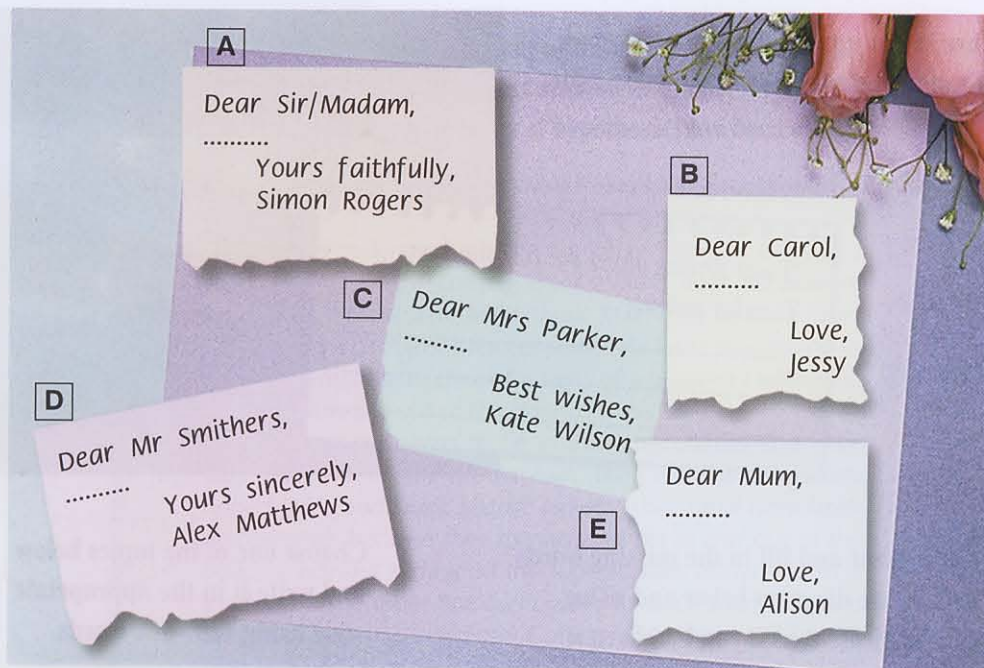 A
Dear Sir/Madam,
..........
Yours faithfully,
Simon Rogers
B
Dear Carol,
..........
Love,
Jessy
C
Dear Mrs Parker,
..........
Best wishes,
Kate Wilson
D
Dear Mr Smithers,
..........
Yours sincerely,
Alex Matthews
E
Dear Mum,
..........
Love,
Alison